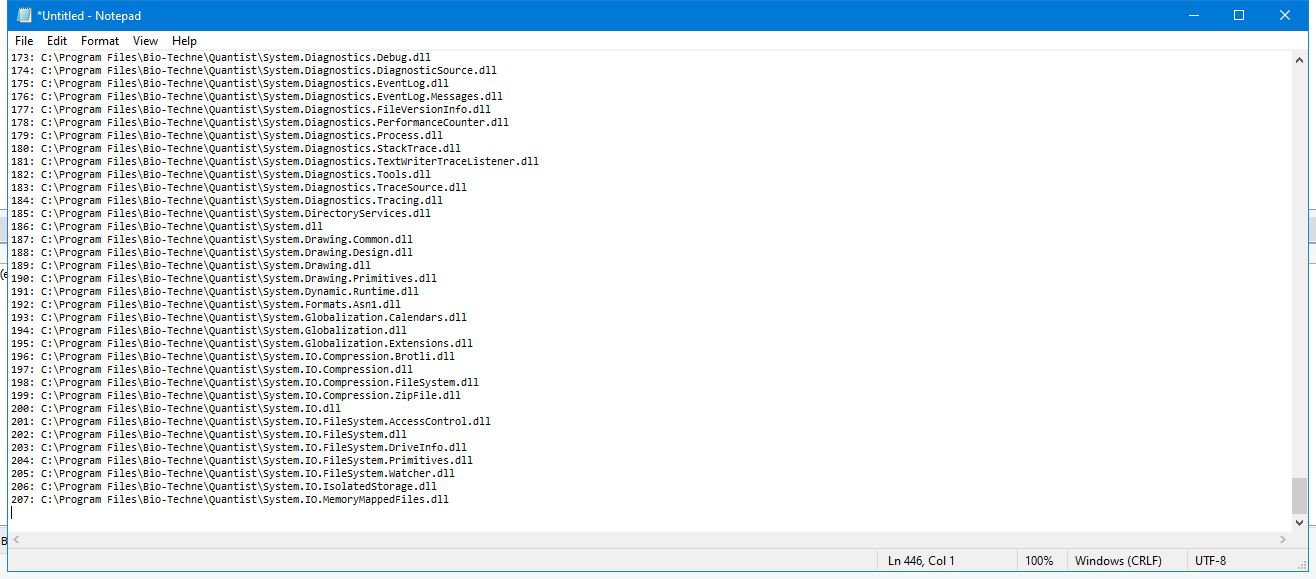 *Untitled - Notepad
File Edit Format View Help
173: C:\Program Files\Bio-Techne\Quantist\System.Diagnostics.Debug.dll
174: C:\Program Files\Bio-Techne\Quantist\System.Diagnostics.DiagnosticSource.dll
175: C:\Program Files\Bio-Techne\Quantist\System.Diagnostics.EventLog.dll
176: C:\Program Files\Bio-Techne\Quantist\System.Diagnostics.EventLog.Messages.dll
177: C:\Program Files\Bio-Techne\Quantist\System.Diagnostics.FileVersionInfo.dll
178: C:\Program Files\Bio-Techne\Quantist\System.Diagnostics.PerformanceCounter.dll
179: C:\Program Files\Bio-Techne\Quantist\System.Diagnostics.Process.dll
180: C:\Program Files\Bio-Techne\Quantist\System.Diagnostics.StackTrace.dll
181: C:\Program Files\Bio-Techne\Quantist\System.Diagnostics.TextWriterTraceListener.dll
182: C:\Program Files\Bio-Techne\Quantist\System.Diagnostics.Tools.dll
183: C:\Program Files\Bio-Techne\Quantist\System.Diagnostics.TraceSource.dll
184: C:\Program Files\Bio-Techne\Quantist\System.Diagnostics.Tracing.dll
185: C:\Program Files\Bio-Techne\Quantist\System.DirectoryServices.dll
186: C:\Program Files\Bio-Techne\Quantist\System.dll
187: C:\Program Files\Bio-Techne\Quantist\System.Drawing.Common.dll
188: C:\Program Files\Bio-Techne\Quantist\System.Drawing.Design.dll
189: C:\Program Files\Bio-Techne\Quantist\System.Drawing.dll
190: C:\Program Files\Bio-Techne\Quantist\System.Drawing.Primitives.dll
191: C:\Program Files\Bio-Techne\Quantist\System.Dynamic.Runtime.dll
192: C:\Program Files\Bio-Techne\Quantist\System.Formats.Asn1.dll
193: C:\Program Files\Bio-Techne\Quantist\System.Globalization.Calendars.dll
194: C:\Program Files\Bio-Techne\Quantist\System.Globalization.dll
195: C:\Program Files\Bio-Techne\Quantist\System.Globalization.Extensions.dll
196: C:\Program Files\Bio-Techne\Quantist\System.IO.Compression.Brotli.dll
197: C:\Program Files\Bio-Techne\Quantist\System.IO.Compression.dll
198: C:\Program Files\Bio-Techne\Quantist\System.IO.Compression.FileSystem.dll
199: C:\Program Files\Bio-Techne\Quantist\System.IO.Compression.ZipFile.dll
200: C:\Program Files\Bio-Techne\Quantist\System.IO.dll
201: C:\Program Files\Bio-Techne\Quantist\System.IO.FileSystem.AccessControl.dll
202: C:\Program Files\Bio-Techne\Quantist\System.IO.FileSystem.dll
203: C:\Program Files\Bio-Techne\Quantist\System.IO.FileSystem.DriveInfo.dll
204: C:\Program Files\Bio-Techne\Quantist\System.IO.FileSystem.Primitives.dll
205: C:\Program Files\Bio-Techne\Quantist\System.IO.FileSystem.Watcher.dll
206: C:\Program Files\Bio-Techne\Quantist\System.IO.IsolatedStorage.dll
207: C:\Program Files\Bio-Techne\Quantist\System.IO.MemoryMappedFiles.dll
Ln 446, Col 1 100% Windows (CRLF) UTF-8